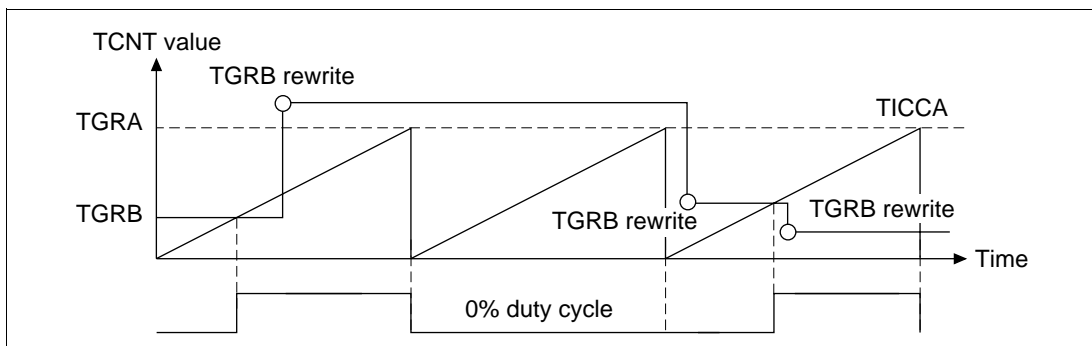 TCNT value
TGRB rewrite
TGRA
TICCA
TGRB
TGRB rewrite
TGRB rewrite
Time
0% duty cycle